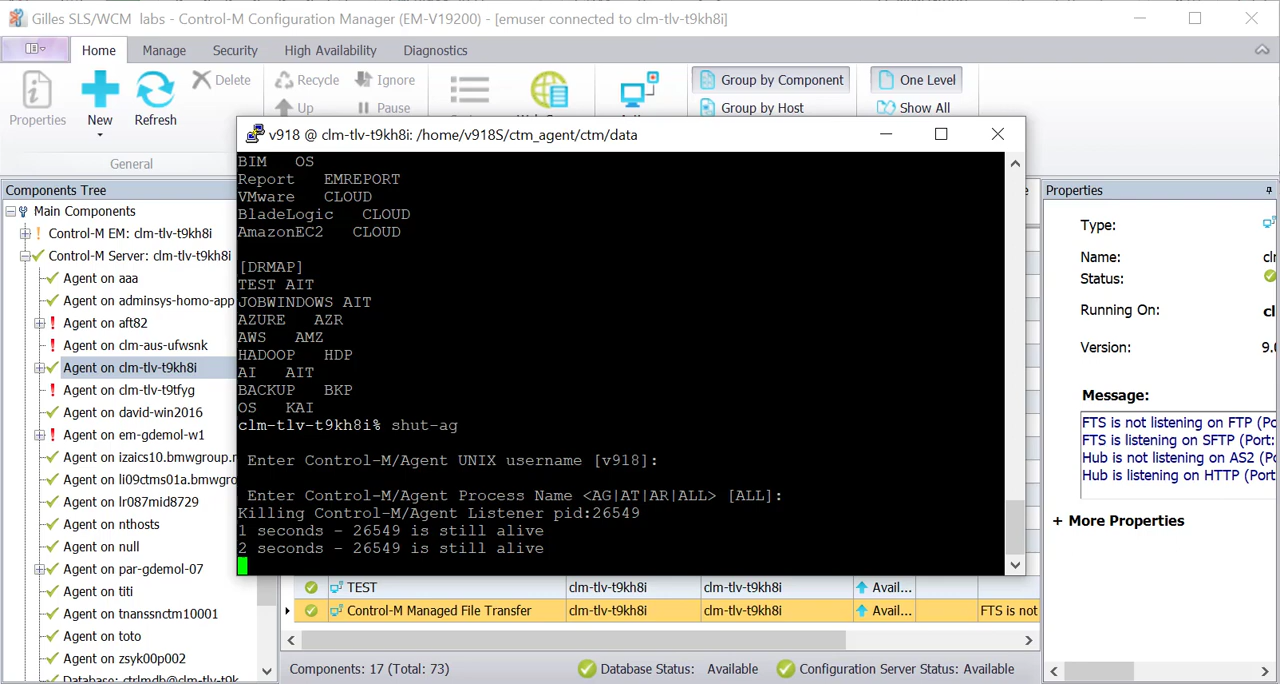 Gilles SLS/WCM labs - Control-M Configuration Manager (EM-V19200) - [emuser connected to clm-tlv-t9kh8i]
Home Manage Security High Availability Diagnostics
Properties
New
Refresh
Delete
Recycle
Ignore
Up
Pause
Group by Component
Group by Host
One Level
Show All
General
Components Tree
Main Components
Control-M EM: clm-tlv-t9kh8i
Control-M Server: clm-tlv-t9kh8i
Agent on aaa
Agent on adminsys-homo-app
Agent on aft82
Agent on clm-aus-ufwsnk
Agent on clm-tlv-t9kh8i
Agent on clm-tlv-t9tfyg
Agent on david-win2016
Agent on em-gdemol-w1
Agent on izaics10.bmwgroup.r
Agent on li09ctms01a.bmwgro
Agent on lr087mid8729
Agent on nthosts
Agent on null
Agent on par-gdemol-07
Agent on titi
Agent on tnanssrctm10001
Agent on toto
Agent on zsyk00p002
Database: ctrlmdb@clm-tlv-t9k
v918 @ clm-tlv-t9kh8i: /home/v918S/ctm_agent/ctm/data
BIM OS
Report EMREPORT
VMware CLOUD
BladeLogic CLOUD
AmazonEC2 CLOUD
[DRMAP]
TEST AIT
JOBWINDOWS AIT
AZURE AZR
AWS AMZ
HADOOP HDP
AI AIT
BACKUP BKP
OS KAI
clm-tlv-t9kh8i% shut-ag
Enter Control-M/Agent UNIX username [v918]:
Enter Control-M/Agent Process Name <AG|AT|AR|ALL> [ALL]:
Killing Control-M/Agent Listener pid:26549
1 seconds - 26549 is still alive
2 seconds - 26549 is still alive
TEST clm-tlv-t9kh8i clm-tlv-t9kh8i Avail...
Control-M Managed File Transfer clm-tlv-t9kh8i clm-tlv-t9kh8i Avail... FTS is not
Components: 17 (Total: 73) Database Status: Available Configuration Server Status: Available
Properties
Type:
Name: cl
Status:
Running On: cl
Version: 9.
Message:
FTS is not listening on FTP (Po
FTS is listening on SFTP (Port:
Hub is not listening on AS2 (Po
Hub is listening on HTTP (Port
+ More Properties